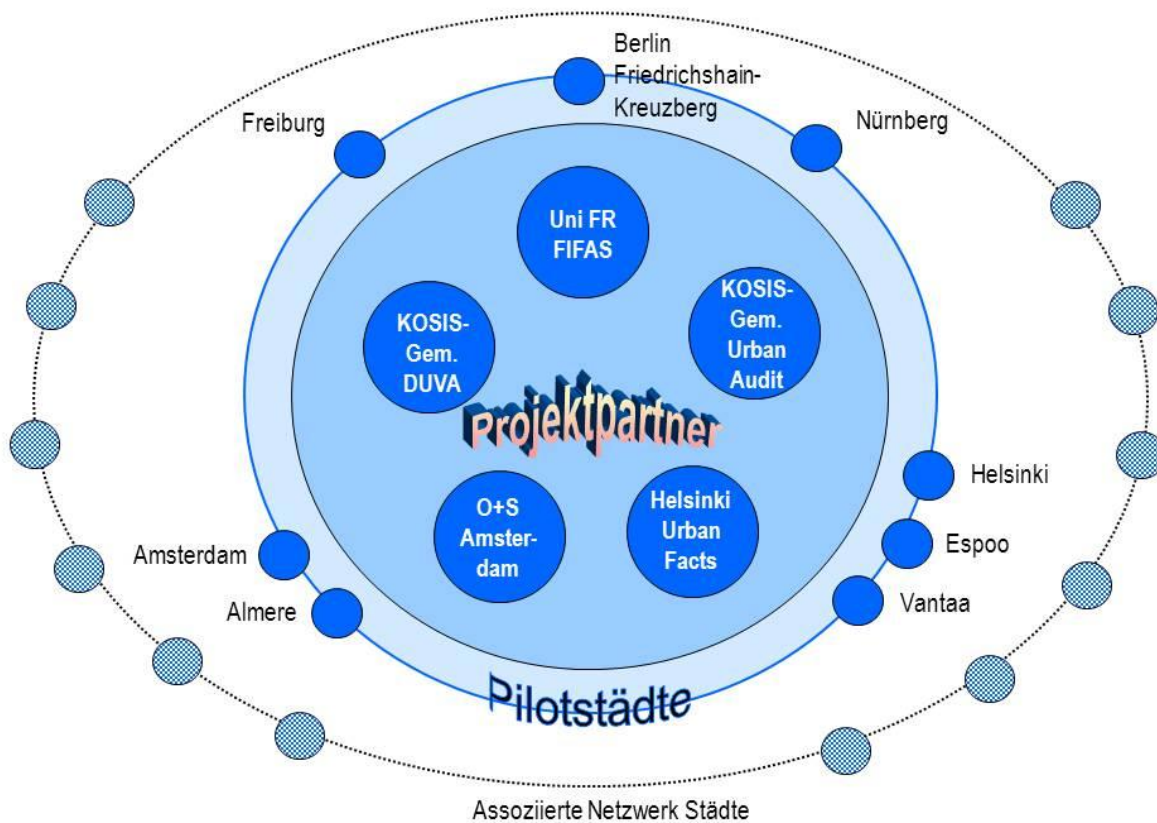 Berlin
Friedrichshain-
Kreuzberg
Freiburg
Nürnberg
Uni FR
FIFAS
KOSIS-
Gem.
DUVA
KOSIS-
Gem.
Urban
Audit
Projektpartner
O+S
Amster-
dam
Helsinki
Urban
Facts
Helsinki
Espoo
Vantaa
Amsterdam
Almere
Pilotstädte
Assoziierte Netzwerk Städte